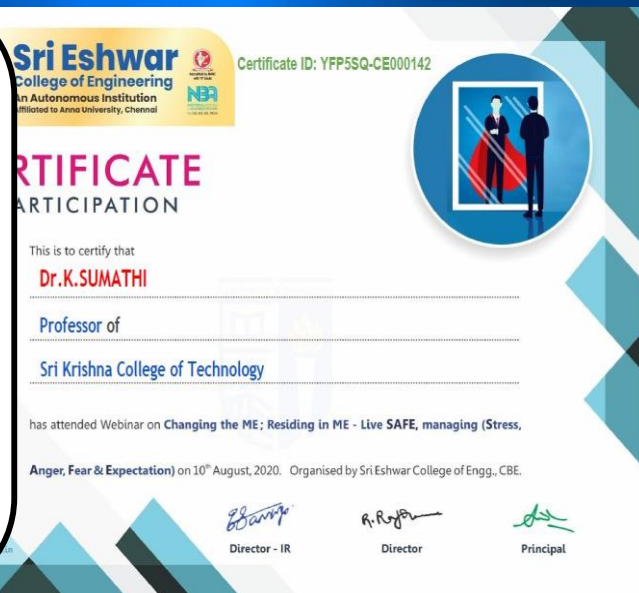 Sri Eshwar
College of Engineering
An Autonomous Institution
Affiliated to Anna University, Chennai
NBA
Certificate ID: YFP5SQ-CE000142
RTIFICATE
ARTICIPATION
This is to certify that
Dr.K.SUMATHI
Professor of
Sri Krishna College of Technology
has attended Webinar on Changing the ME; Residing in ME - Live SAFE, managing (Stress,
Anger, Fear & Expectation) on 10th August, 2020. Organised by Sri Eshwar College of Engg., CBE.
Director - IR
Director
Principal